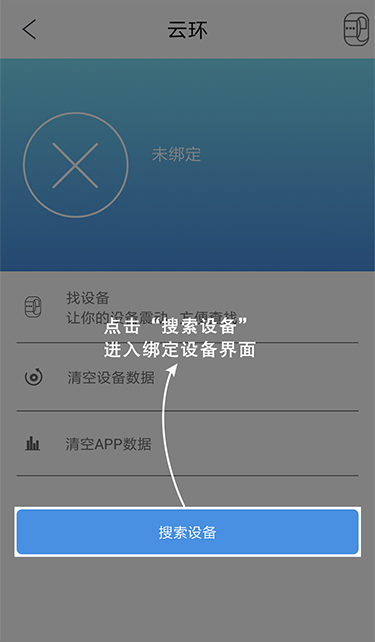 云环
未绑定
找设备
让你的设备震动，方便查找
点击“搜索设备”
进入绑定设备界面
清空设备数据
清空APP数据
搜索设备